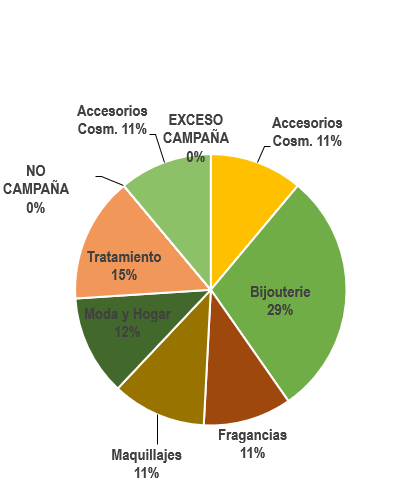 Accesorios
Cosm. 11%
EXCESO
CAMPAÑA
0%
Accesorios
Cosm. 11%
NO
CAMPAÑA
0%
Tratamiento
15%
Bijouterie
29%
Moda y Hogar
12%
Fragancias
11%
Maquillajes
11%